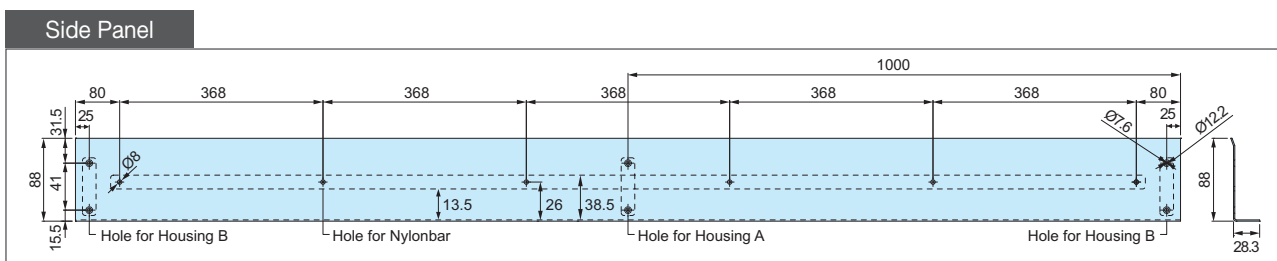 Side Panel
1000
80
368
368
368
368
368
80
25
25
31.5
Ø8
Ø7.6
Ø12.2
88
41
88
13.5
26
38.5
15.5
Hole for Housing B
Hole for Nylonbar
Hole for Housing A
Hole for Housing B
28.3